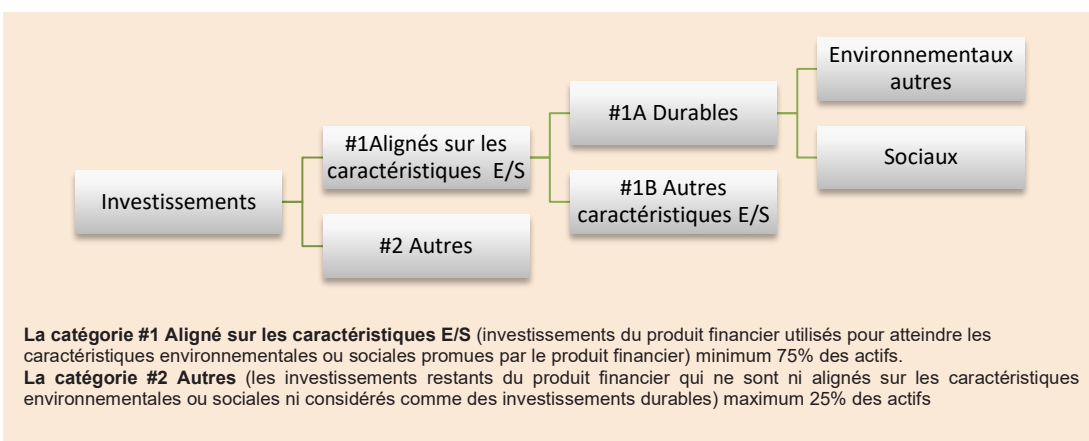 Environnementaux
autres
#1A Durables
#1Alignés sur les
caractéristiques E/S
Sociaux
Investissements
#1B Autres
caractéristiques E/S
#2 Autres
La catégorie #1 Aligné sur les caractéristiques E/S (investissements du produit financier utilisés pour atteindre les
caractéristiques environnementales ou sociales promues par le produit financier) minimum 75% des actifs.
La catégorie #2 Autres (les investissements restants du produit financier qui ne sont ni alignés sur les caractéristiques
environnementales ou sociales ni considérés comme des investissements durables) maximum 25% des actifs